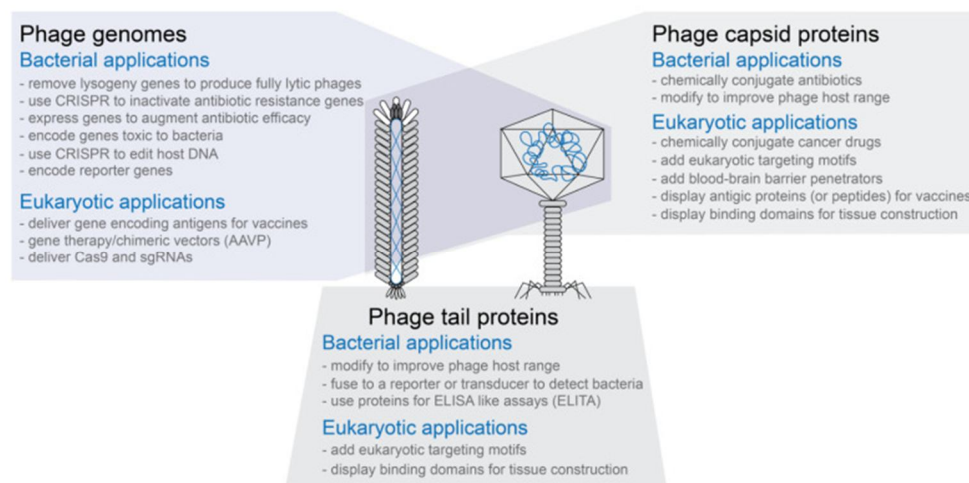 Phage genomes
Bacterial applications
- remove lysogeny genes to produce fully lytic phages
- use CRISPR to inactivate antibiotic resistance genes
- express genes to augment antibiotic efficacy
- encode genes toxic to bacteria
- use CRISPR to edit host DNA
- encode reporter genes
Eukaryotic applications
- deliver gene encoding antigens for vaccines
- gene therapy/chimeric vectors (AAVP)
- deliver Cas9 and sgRNAs
Phage capsid proteins
Bacterial applications
- chemically conjugate antibiotics
- modify to improve phage host range
Eukaryotic applications
- chemically conjugate cancer drugs
- add eukaryotic targeting motifs
- add blood-brain barrier penetrators
- display antigic proteins (or peptides) for vaccines
- display binding domains for tissue construction
Phage tail proteins
Bacterial applications
- modify to improve phage host range
- fuse to a reporter or transducer to detect bacteria
- use proteins for ELISA like assays (ELITA)
Eukaryotic applications
- add eukaryotic targeting motifs
- display binding domains for tissue construction